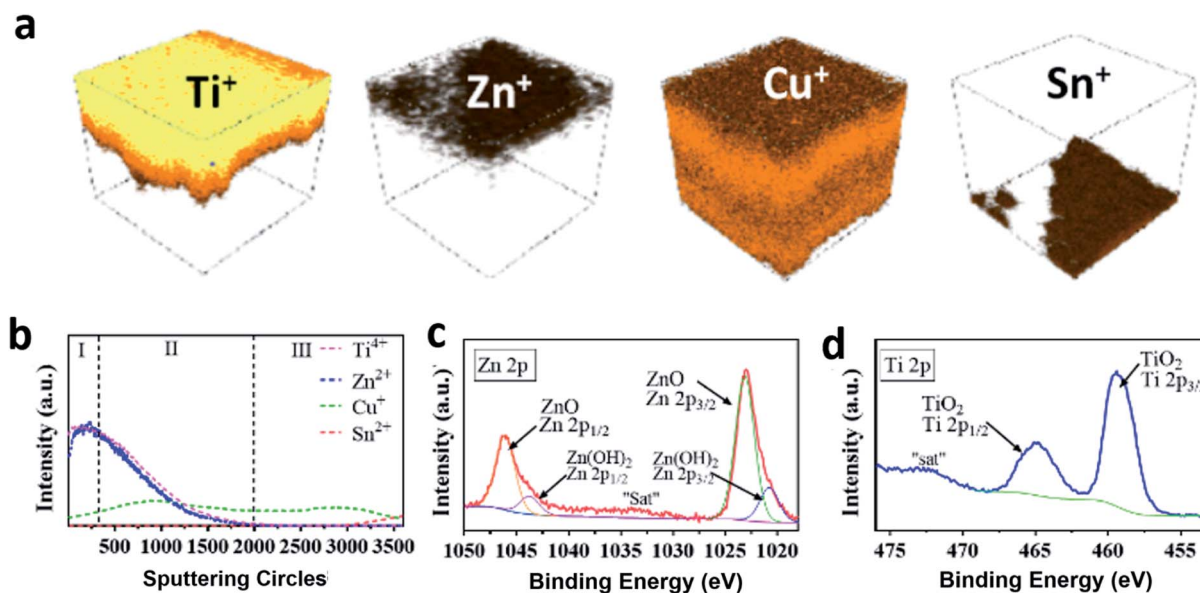 a
Ti⁺
Zn⁺
Cu⁺
Sn⁺
b
I
II
III
Ti⁴⁺
Zn²⁺
Cu⁺
Sn²⁺
Intensity (a.u.)
500 1000 1500 2000 2500 3000 3500
Sputtering Circles
c
Zn 2p
ZnO
Zn 2p₁/₂
Zn(OH)₂
Zn 2p₁/₂
"Sat"
ZnO
Zn 2p₃/₂
Zn(OH)₂
Zn 2p₃/₂
Intensity (a.u.)
1050 1045 1040 1035 1030 1025 1020
Binding Energy (eV)
d
Ti 2p
TiO₂
Ti 2p₃/₂
TiO₂
Ti 2p₁/₂
"sat"
Intensity (a.u.)
475 470 465 460 455
Binding Energy (eV)